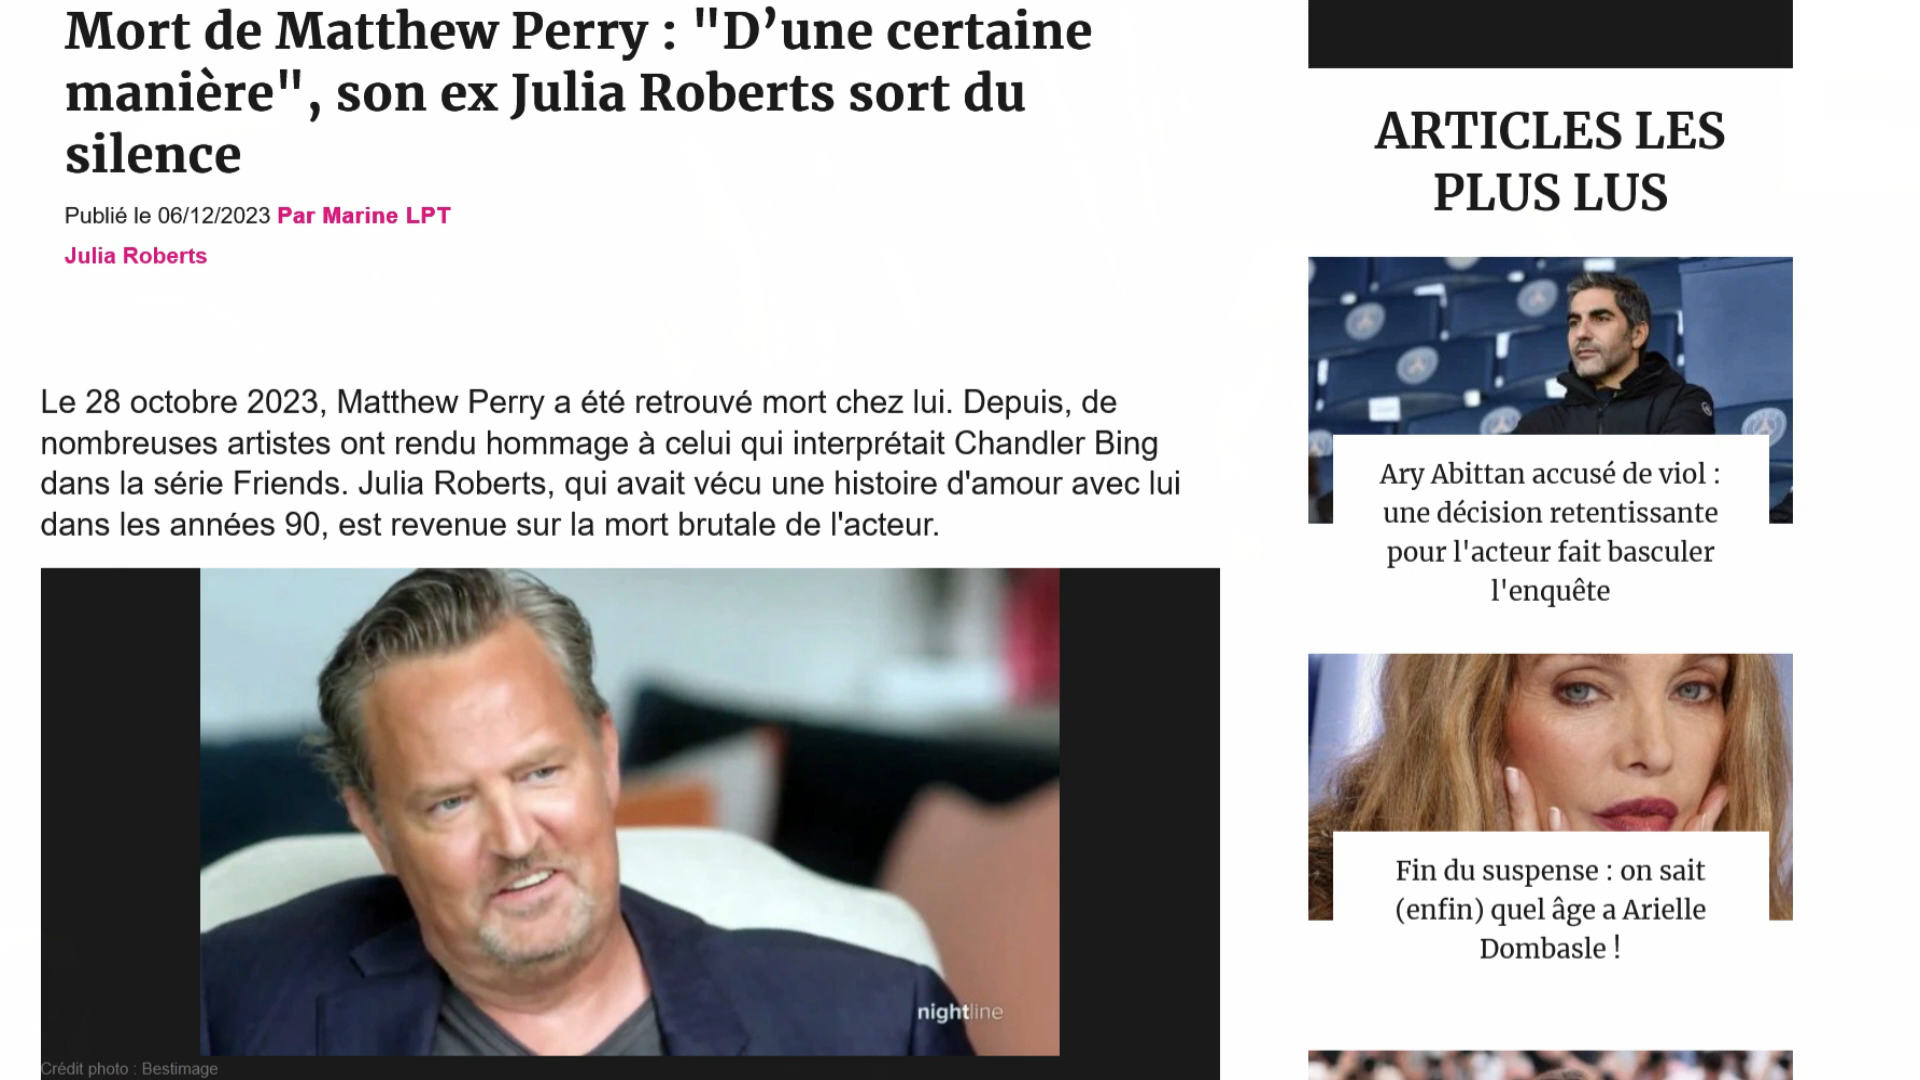 Mort de Matthew Perry : "D’une certaine
manière", son ex Julia Roberts sort du
silence
Publié le 06/12/2023 Par Marine LPT
Julia Roberts
Le 28 octobre 2023, Matthew Perry a été retrouvé mort chez lui. Depuis, de
nombreuses artistes ont rendu hommage à celui qui interprétait Chandler Bing
dans la série Friends. Julia Roberts, qui avait vécu une histoire d'amour avec lui
dans les années 90, est revenue sur la mort brutale de l'acteur.
nightline
Crédit photo : Bestimage
ARTICLES LES
PLUS LUS
Ary Abittan accusé de viol :
une décision retentissante
pour l'acteur fait basculer
l'enquête
Fin du suspense : on sait
(enfin) quel âge a Arielle
Dombasle !